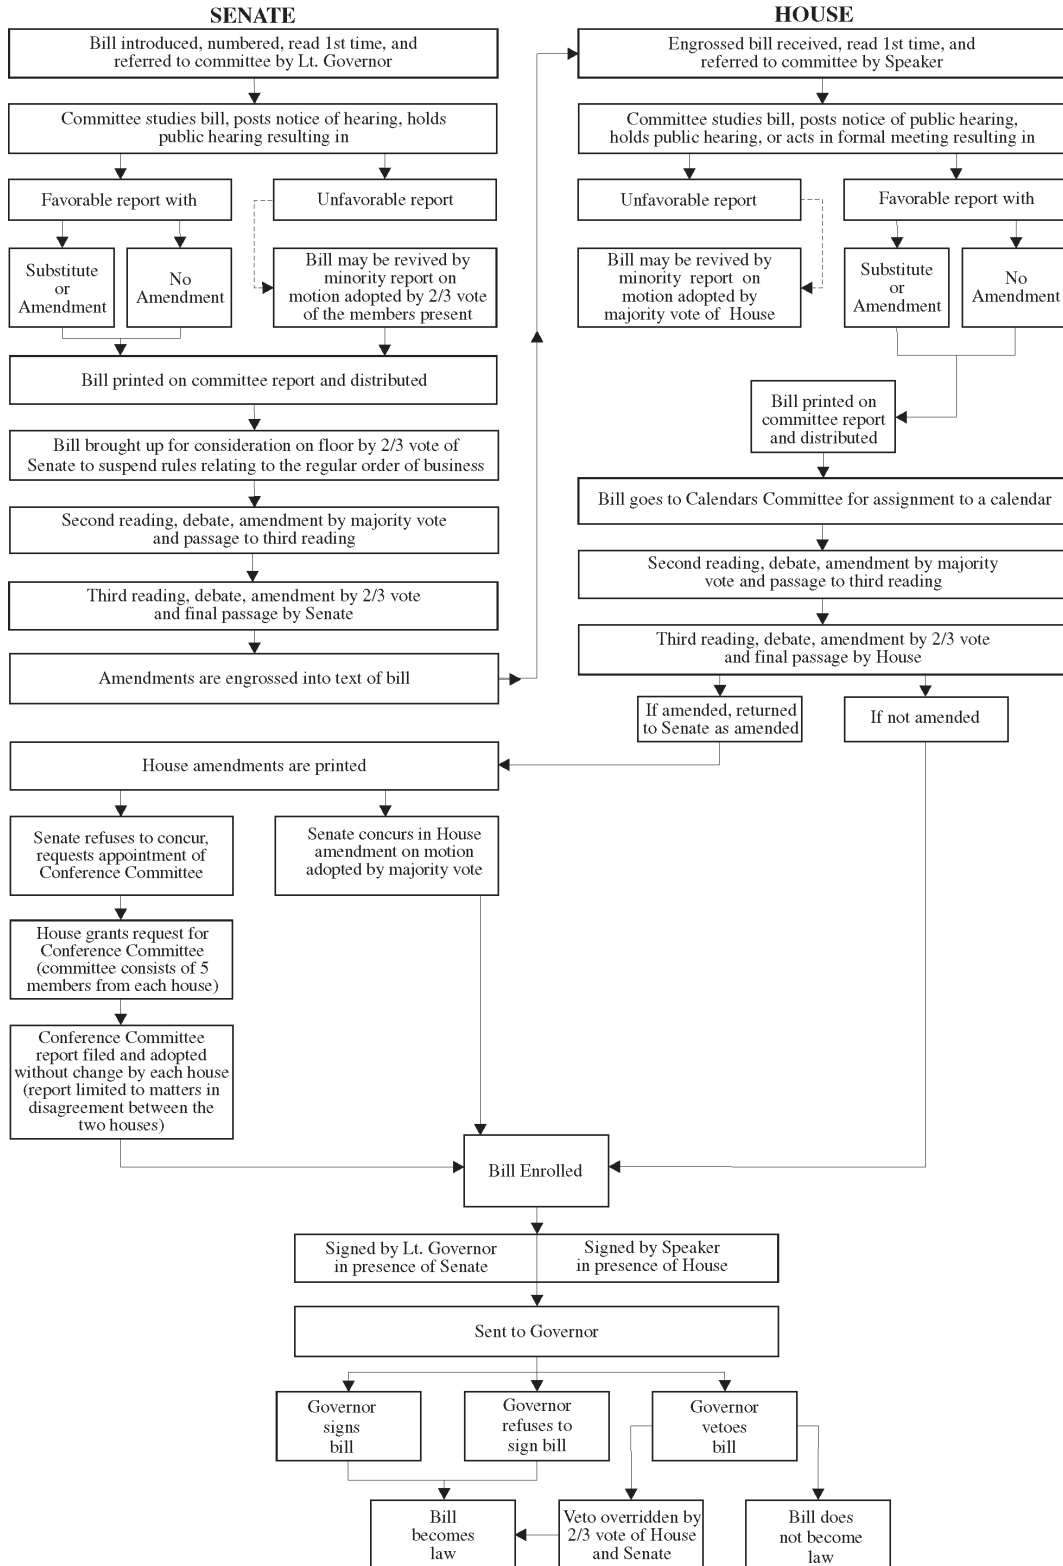 SENATE
Bill introduced, numbered, read 1st time, and
referred to committee by Lt. Governor
Committee studies bill, posts notice of hearing, holds
public hearing resulting in
Favorable report with
Unfavorable report
Substitute
or
Amendment
No
Amendment
Bill may be revived by
minority report on
motion adopted by 2/3 vote
of the members present
Bill printed on committee report and distributed
Bill brought up for consideration on floor by 2/3 vote of
Senate to suspend rules relating to the regular order of business
Second reading, debate, amendment by majority vote
and passage to third reading
Third reading, debate, amendment by 2/3 vote
and final passage by Senate
Amendments are engrossed into text of bill
HOUSE
Engrossed bill received, read 1st time, and
referred to committee by Speaker
Committee studies bill, posts notice of public hearing,
holds public hearing, or acts in formal meeting resulting in
Unfavorable report
Favorable report with
Bill may be revived by
minority report on
motion adopted by
majority vote of House
Substitute
or
Amendment
No
Amendment
Bill printed on
committee report
and distributed
Bill goes to Calendars Committee for assignment to a calendar
Second reading, debate, amendment by majority
vote and passage to third reading
Third reading, debate, amendment by 2/3 vote
and final passage by House
If amended, returned
to Senate as amended
If not amended
House amendments are printed
Senate refuses to concur,
requests appointment of
Conference Committee
Senate concurs in House
amendment on motion
adopted by majority vote
House grants request for
Conference Committee
(committee consists of 5
members from each house)
Conference Committee
report filed and adopted
without change by each house
(report limited to matters in
disagreement between the
two houses)
Bill Enrolled
Signed by Lt. Governor
in presence of Senate
Signed by Speaker
in presence of House
Sent to Governor
Governor
signs
bill
Governor
refuses to
sign bill
Governor
vetoes
bill
Bill
becomes
law
Veto overridden by
2/3 vote of House
and Senate
Bill does
not become
law